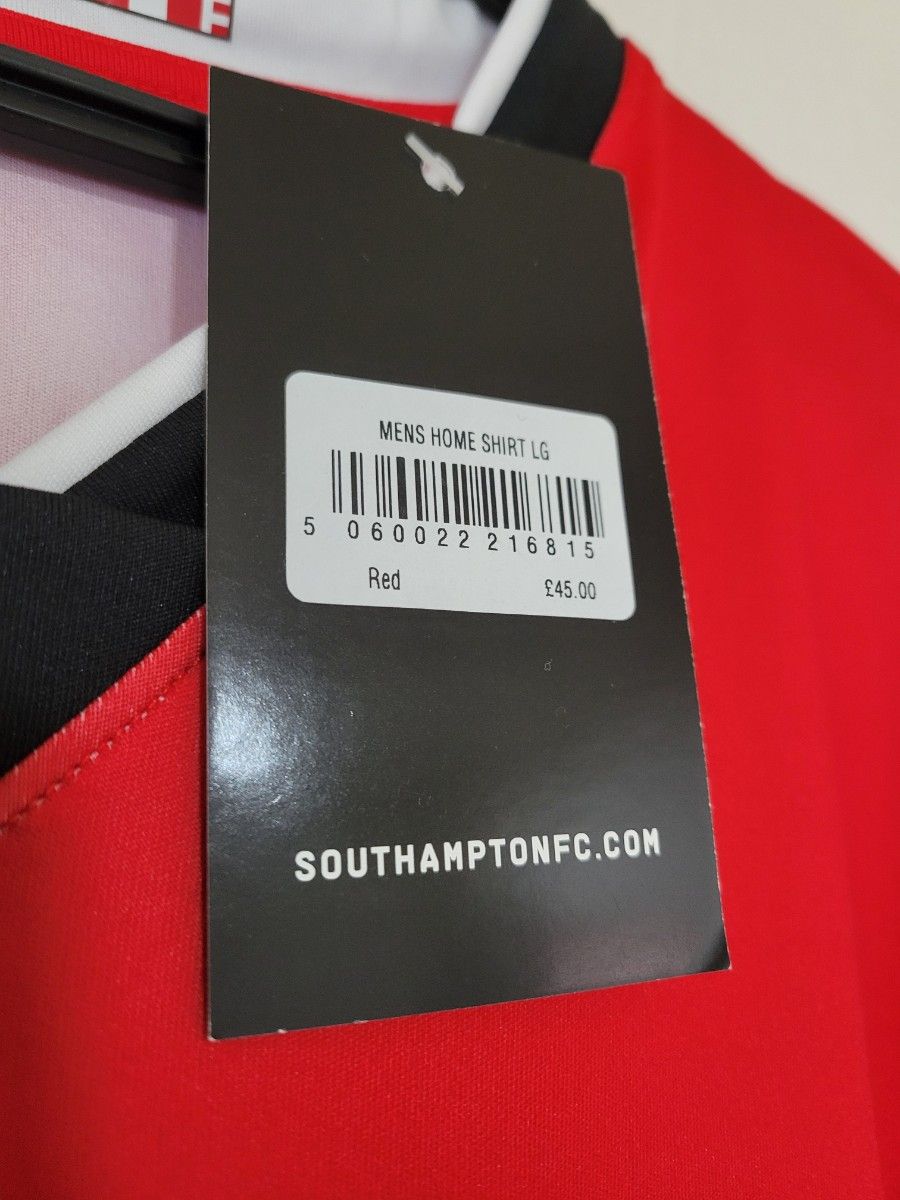 F
MENS HOME SHIRT LG
5 060022 216815
Red £45.00
SOUTHAMPTONFC.COM